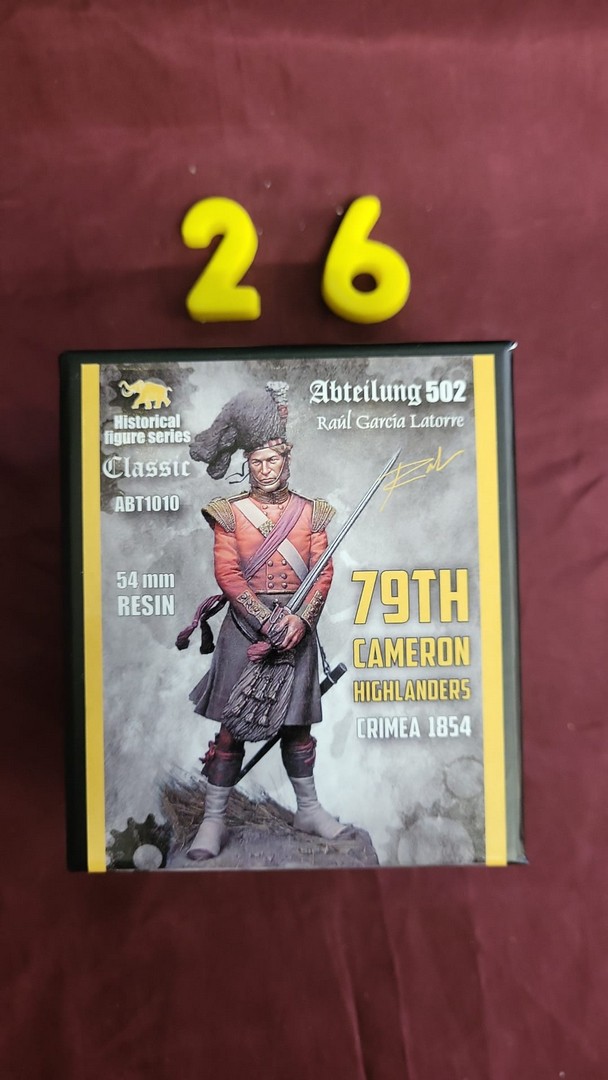 26
Historical
figure series
Classic
ABT1010
Abteilung 502
Raúl García Latorre
54 mm
RESIN
79TH
CAMERON
HIGHLANDERS
CRIMEA 1854